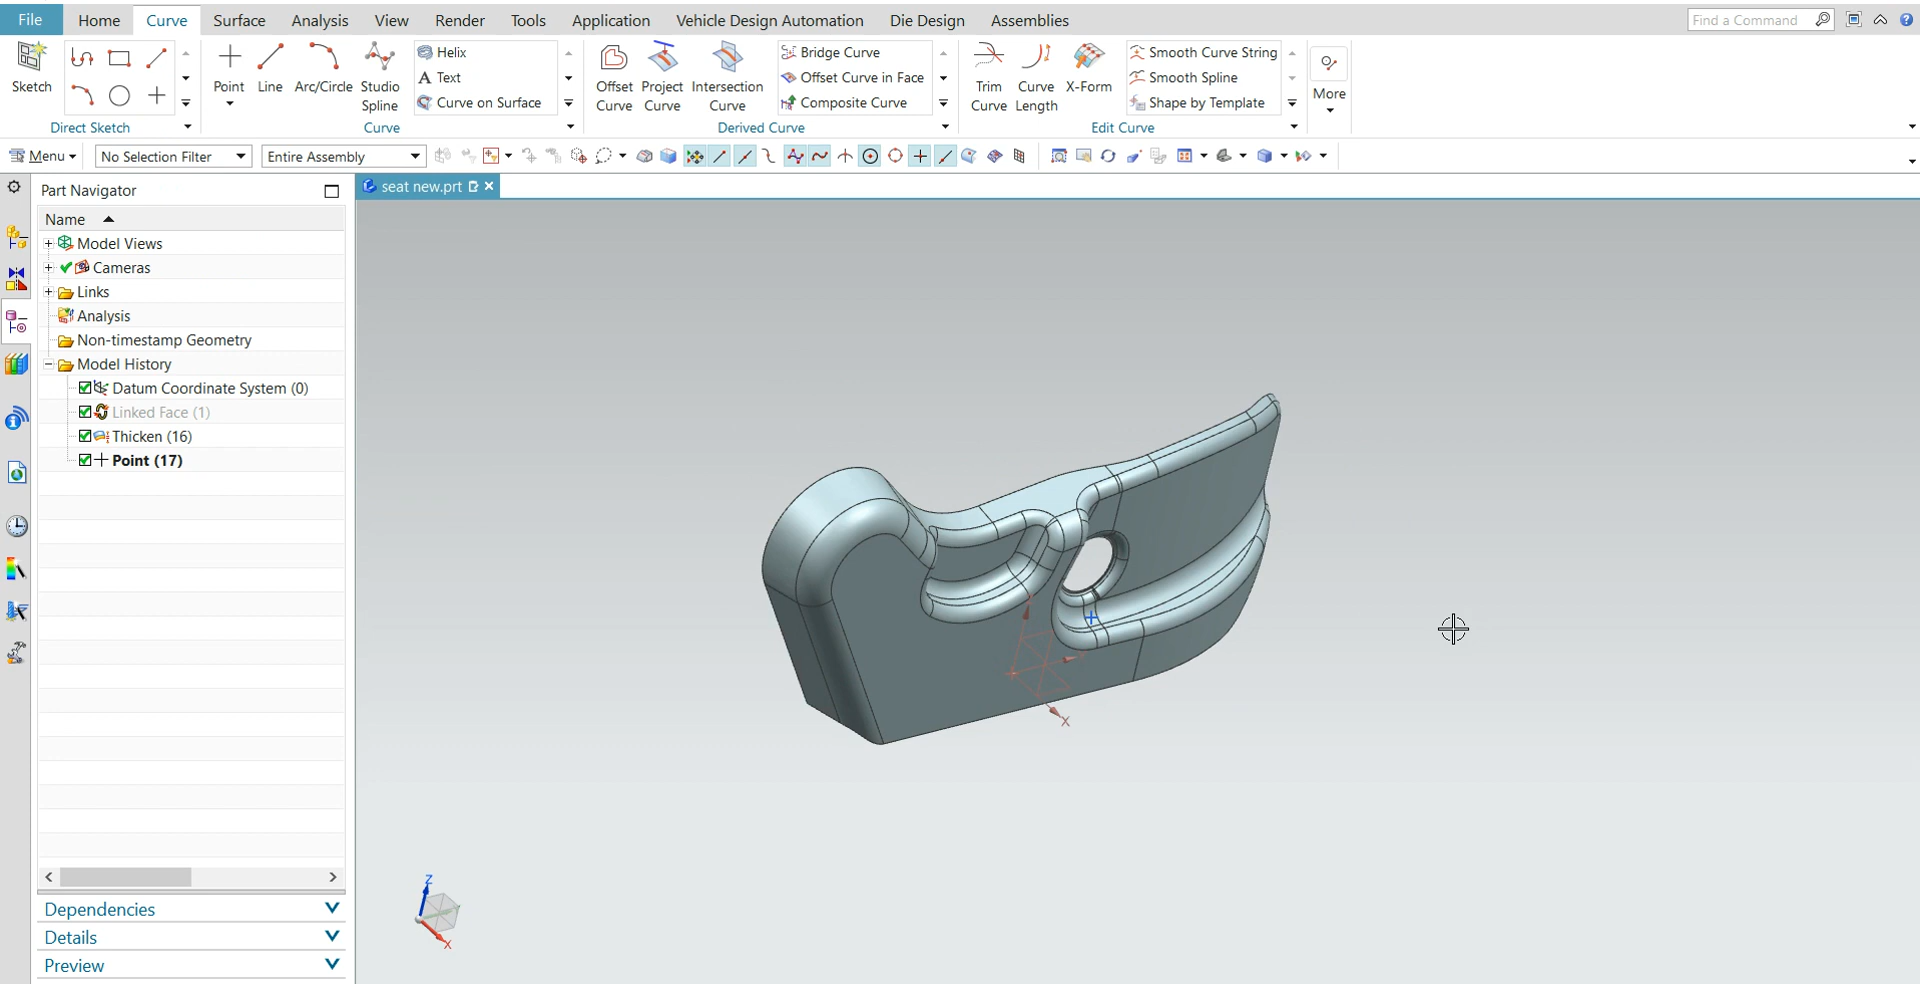 File Home Curve Surface Analysis View Render Tools Application Vehicle Design Automation Die Design Assemblies Find a Command
Sketch
Direct Sketch
Point Line Arc/Circle Studio Spline
Helix
Text
Curve on Surface
Curve
Offset Curve Project Curve Intersection Curve
Bridge Curve
Offset Curve in Face
Composite Curve
Derived Curve
Trim Curve Curve Length X-Form
Smooth Curve String
Smooth Spline
Shape by Template
Edit Curve
More
Menu No Selection Filter Entire Assembly
Part Navigator
seat new.prt
Name
Model Views
Cameras
Links
Analysis
Non-timestamp Geometry
Model History
Datum Coordinate System (0)
Linked Face (1)
Thicken (16)
Point (17)
X
Z
X
Dependencies
Details
Preview